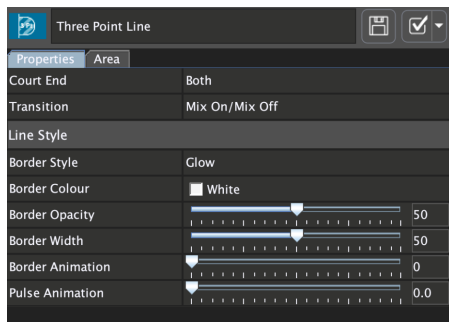 Three Point Line
Properties Area
Court End Both
Transition Mix On/Mix Off
Line Style
Border Style Glow
Border Colour White
Border Opacity 50
Border Width 50
Border Animation 0
Pulse Animation 0.0